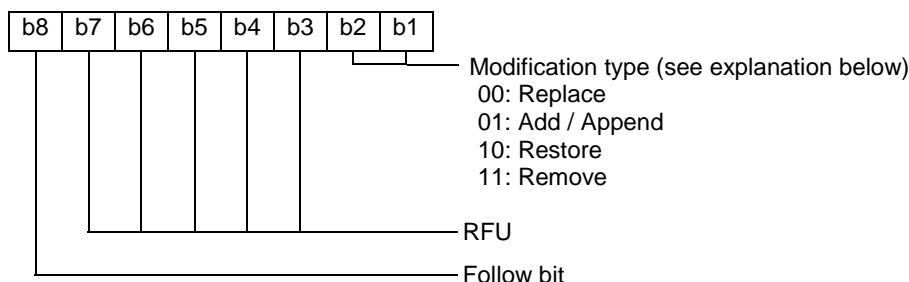 b8 b7 b6 b5 b4 b3 b2 b1
Modification type (see explanation below)
00: Replace
01: Add / Append
10: Restore
11: Remove
RFU
Follow bit